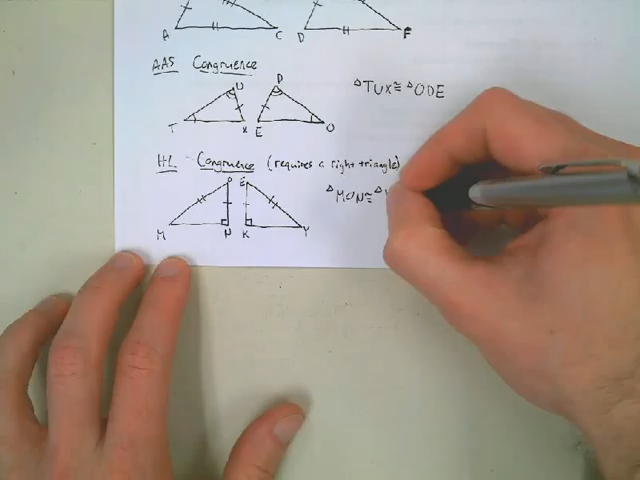 A C D F
AAS Congruence
U D
△TUX ≅ △ODE
T X E O
HL Congruence (requires a right triangle)
O E
△MON ≅ △
M N K Y